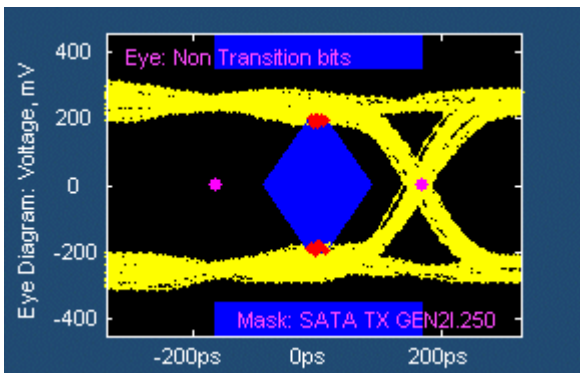 400
Eye: Non Transition bits
200
0
-200
-400
Eye Diagram: Voltage, mV
Mask: SATA TX GEN2I.250
-200ps
0ps
200ps